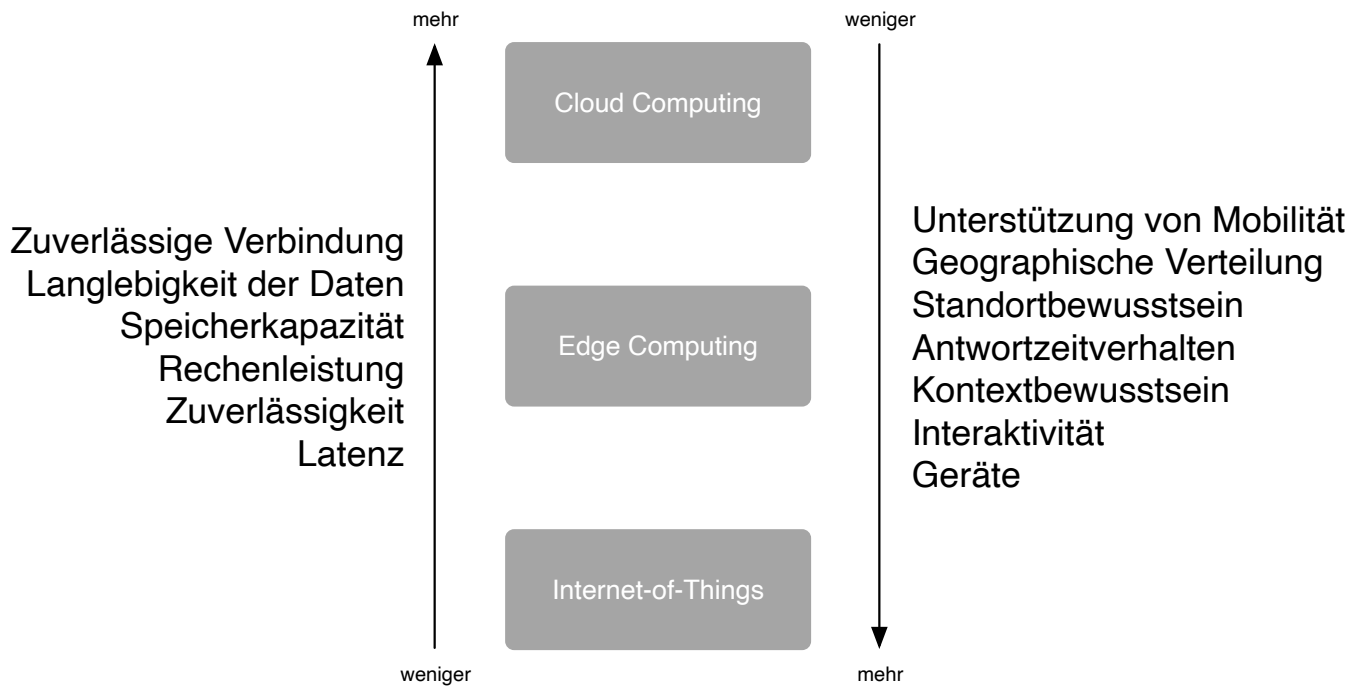 mehr
weniger
Cloud Computing
Zuverlässige Verbindung
Langlebigkeit der Daten
Speicherkapazität
Rechenleistung
Zuverlässigkeit
Latenz
Edge Computing
Unterstützung von Mobilität
Geographische Verteilung
Standortbewusstsein
Antwortzeitverhalten
Kontextbewusstsein
Interaktivität
Geräte
Internet-of-Things
weniger
mehr